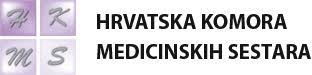 H K
M S
HRVATSKA KOMORA
MEDICINSKIH SESTARA